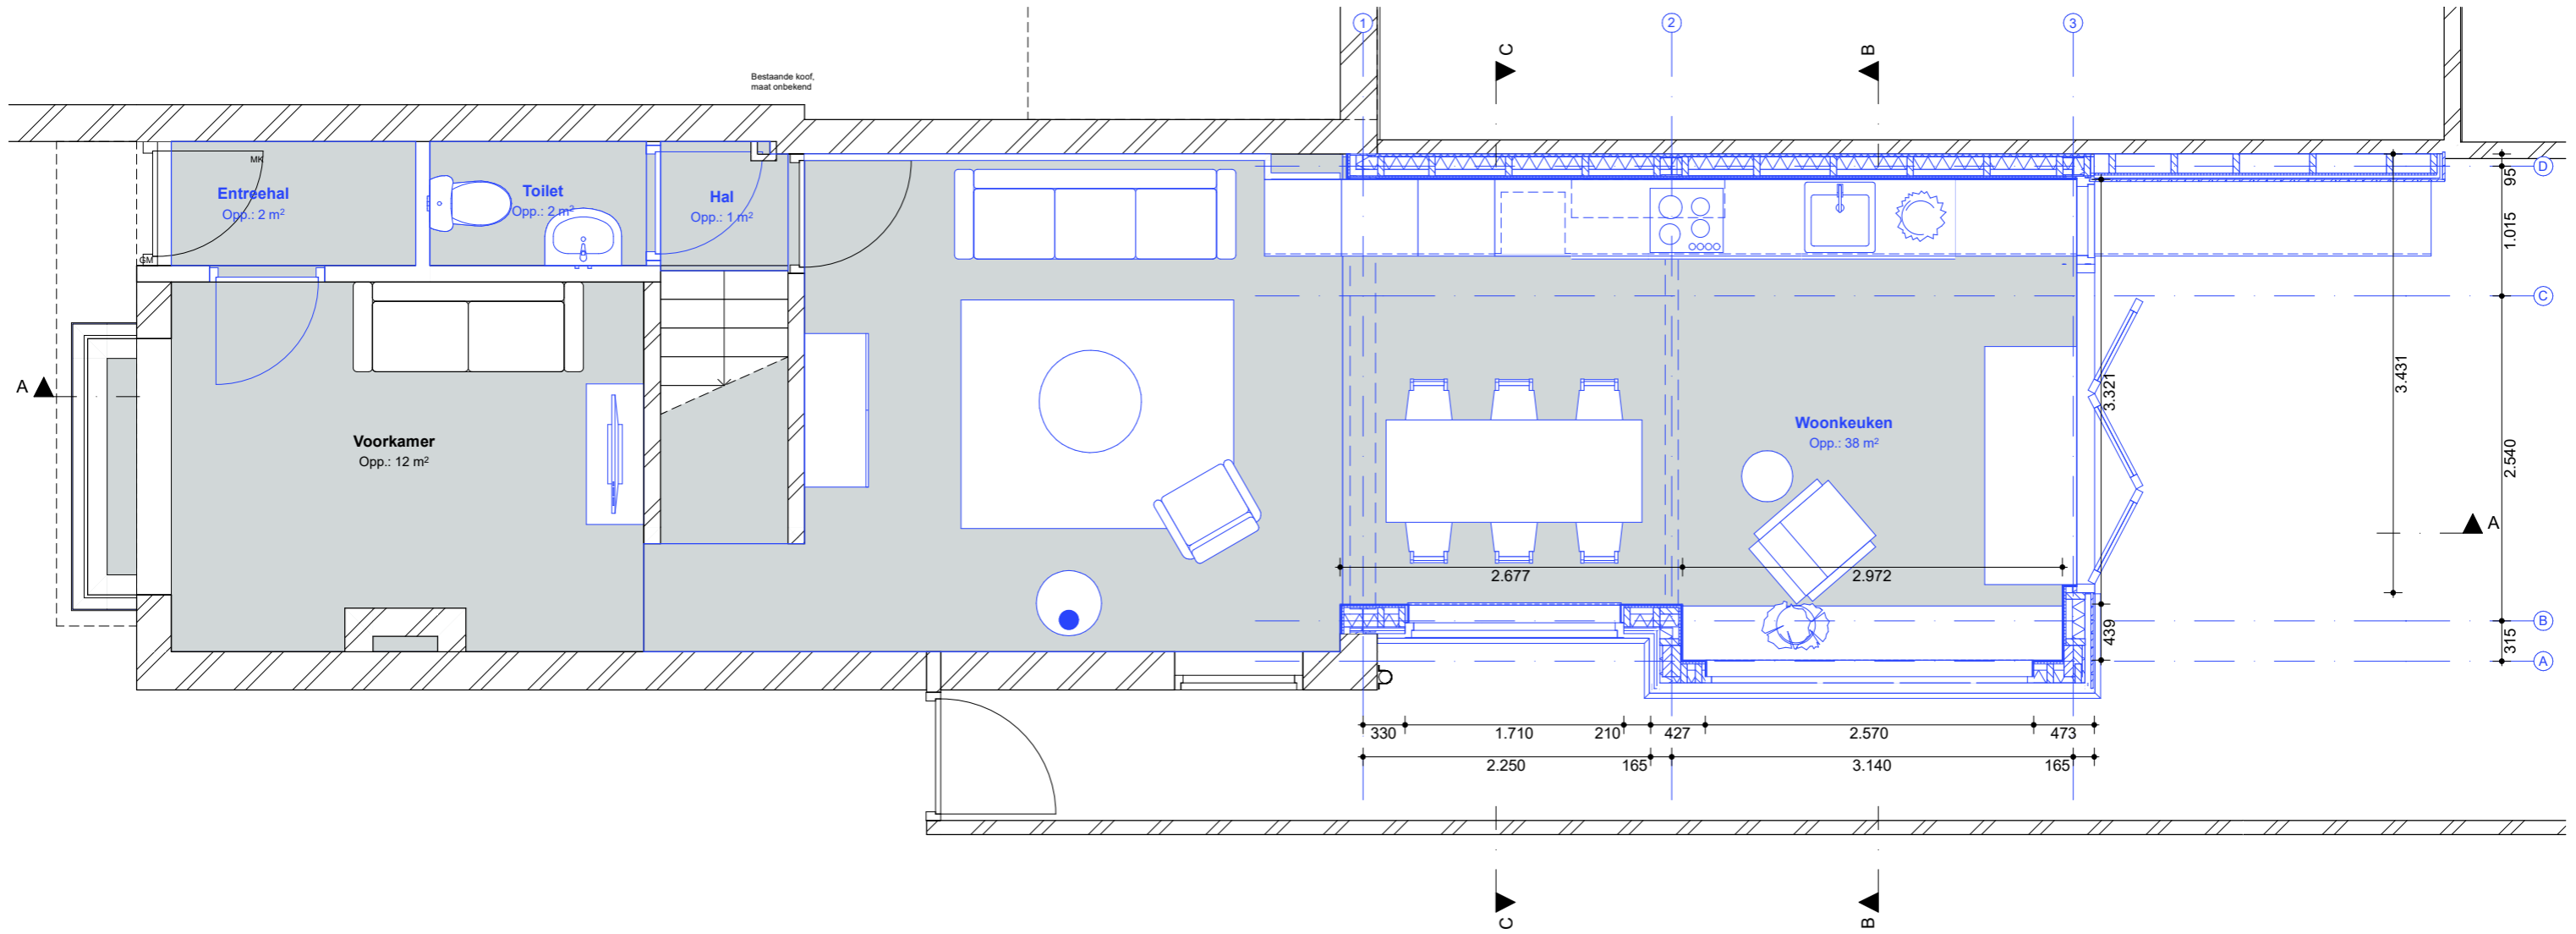 1
2
3
C
B
Bestaande koof,
maat onbekend
MK
Entreehal
Opp.: 2 m²
Toilet
Opp.: 2 m²
Hal
Opp.: 1 m²
GM
D
95
1.015
C
A
3.321
3.431
Voorkamer
Opp.: 12 m²
Woonkeuken
Opp.: 38 m²
2.540
A
2.677
2.972
439
B
315
A
330
1.710
210
427
2.570
473
2.250
165
3.140
165
C
B